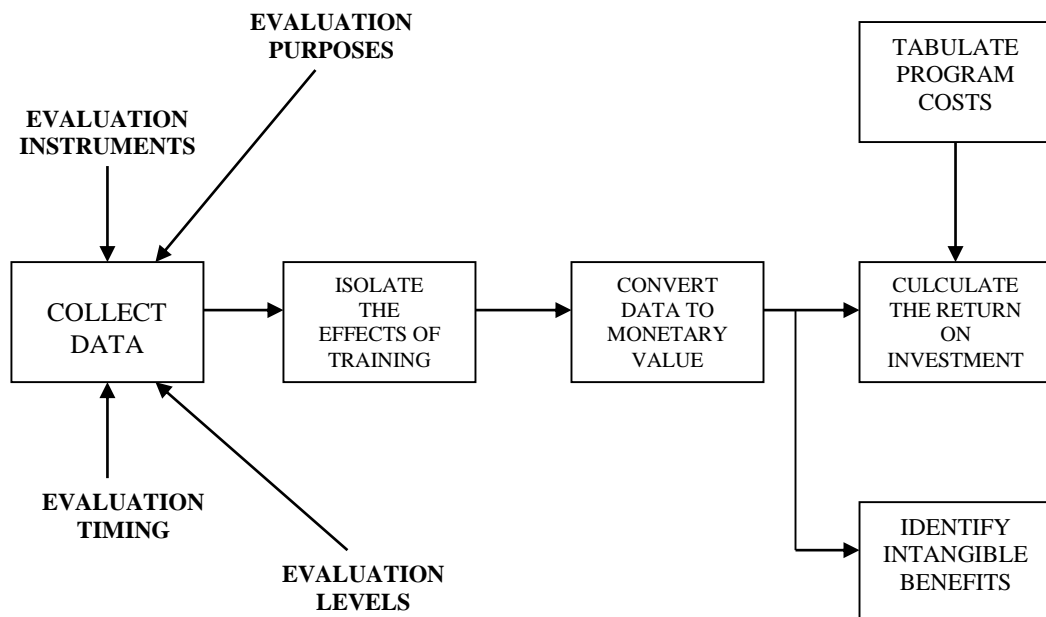 EVALUATION
PURPOSES
TABULATE
PROGRAM
COSTS
EVALUATION
INSTRUMENTS
COLLECT
DATA
ISOLATE
THE
EFFECTS OF
TRAINING
CONVERT
DATA TO
MONETARY
VALUE
CULCULATE
THE RETURN
ON
INVESTMENT
EVALUATION
TIMING
EVALUATION
LEVELS
IDENTIFY
INTANGIBLE
BENEFITS